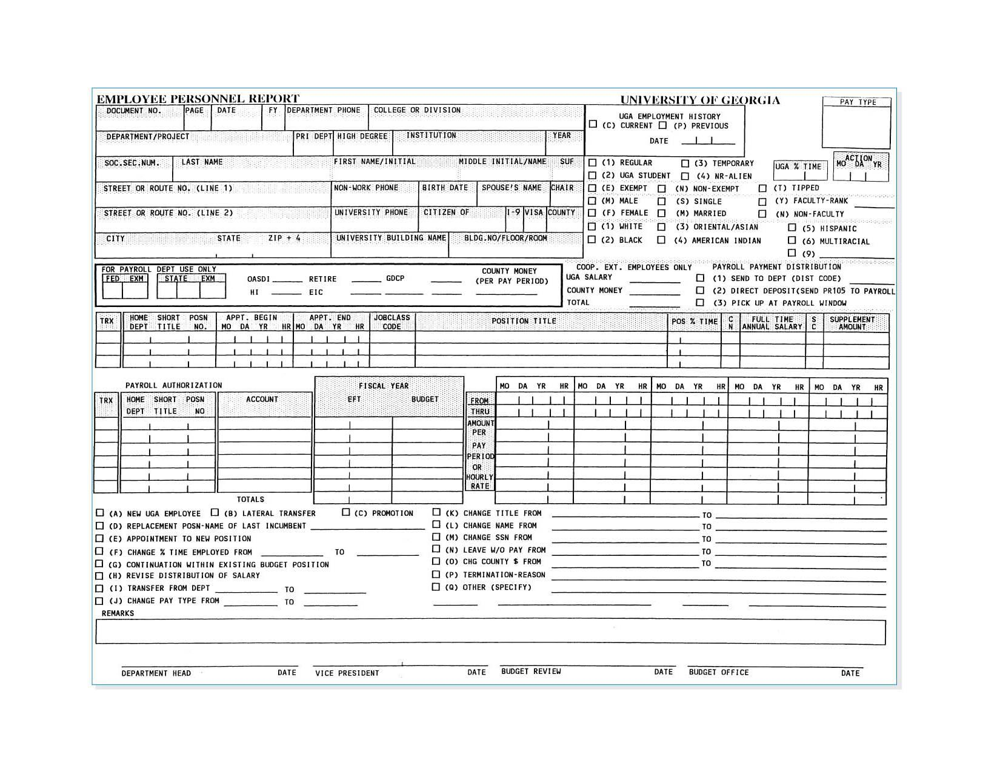 EMPLOYEE PERSONNEL REPORT UNIVERSITY OF GEORGIA
PAY TYPE
DOCUMENT NO. PAGE DATE FY DEPARTMENT PHONE COLLEGE OR DIVISION
UGA EMPLOYMENT HISTORY
(C) CURRENT (P) PREVIOUS
DATE
DEPARTMENT/PROJECT PRI DEPT HIGH DEGREE INSTITUTION YEAR
SOC.SEC.NUM. LAST NAME FIRST NAME/INITIAL MIDDLE INITIAL/NAME SUF
(1) REGULAR (3) TEMPORARY
(2) UGA STUDENT (4) NR-ALIEN
UGA % TIME
ACTION
MO DA YR
STREET OR ROUTE NO. (LINE 1) NON-WORK PHONE BIRTH DATE SPOUSE'S NAME CHAIR
(E) EXEMPT (N) NON-EXEMPT (T) TIPPED
(M) MALE (S) SINGLE (Y) FACULTY-RANK
STREET OR ROUTE NO. (LINE 2) UNIVERSITY PHONE CITIZEN OF I-9 VISA COUNTY
(F) FEMALE (M) MARRIED (N) NON-FACULTY
(1) WHITE (3) ORIENTAL/ASIAN (5) HISPANIC
CITY STATE ZIP + 4 UNIVERSITY BUILDING NAME BLDG.NO/FLOOR/ROOM
(2) BLACK (4) AMERICAN INDIAN (6) MULTIRACIAL
(9)
FOR PAYROLL DEPT USE ONLY
FED EXM STATE EXM
OASDI RETIRE GDCP
HI EIC
COUNTY MONEY
(PER PAY PERIOD)
COOP. EXT. EMPLOYEES ONLY
UGA SALARY
COUNTY MONEY
TOTAL
PAYROLL PAYMENT DISTRIBUTION
(1) SEND TO DEPT (DIST CODE)
(2) DIRECT DEPOSIT(SEND PR105 TO PAYROLL
(3) PICK UP AT PAYROLL WINDOW
TRX HOME SHORT POSN APPT. BEGIN APPT. END JOBCLASS POSITION TITLE POS % TIME C FULL TIME S SUPPLEMENT
DEPT TITLE NO. MO DA YR HR MO DA YR HR CODE N ANNUAL SALARY C AMOUNT
PAYROLL AUTHORIZATION FISCAL YEAR
MO DA YR HR MO DA YR HR MO DA YR HR MO DA YR HR MO DA YR HR
TRX HOME SHORT POSN ACCOUNT EFT BUDGET
DEPT TITLE NO
FROM
THRU
AMOUNT
PER
PAY
PERIOD
OR
HOURLY
RATE
TOTALS
(A) NEW UGA EMPLOYEE (B) LATERAL TRANSFER (C) PROMOTION
(D) REPLACEMENT POSN-NAME OF LAST INCUMBENT
(E) APPOINTMENT TO NEW POSITION
(F) CHANGE % TIME EMPLOYED FROM TO
(G) CONTINUATION WITHIN EXISTING BUDGET POSITION
(H) REVISE DISTRIBUTION OF SALARY
(I) TRANSFER FROM DEPT TO
(J) CHANGE PAY TYPE FROM TO
(K) CHANGE TITLE FROM TO
(L) CHANGE NAME FROM TO
(M) CHANGE SSN FROM TO
(N) LEAVE W/O PAY FROM TO
(O) CHG COUNTY $ FROM TO
(P) TERMINATION-REASON
(Q) OTHER (SPECIFY)
REMARKS
DEPARTMENT HEAD DATE VICE PRESIDENT DATE BUDGET REVIEW DATE BUDGET OFFICE DATE